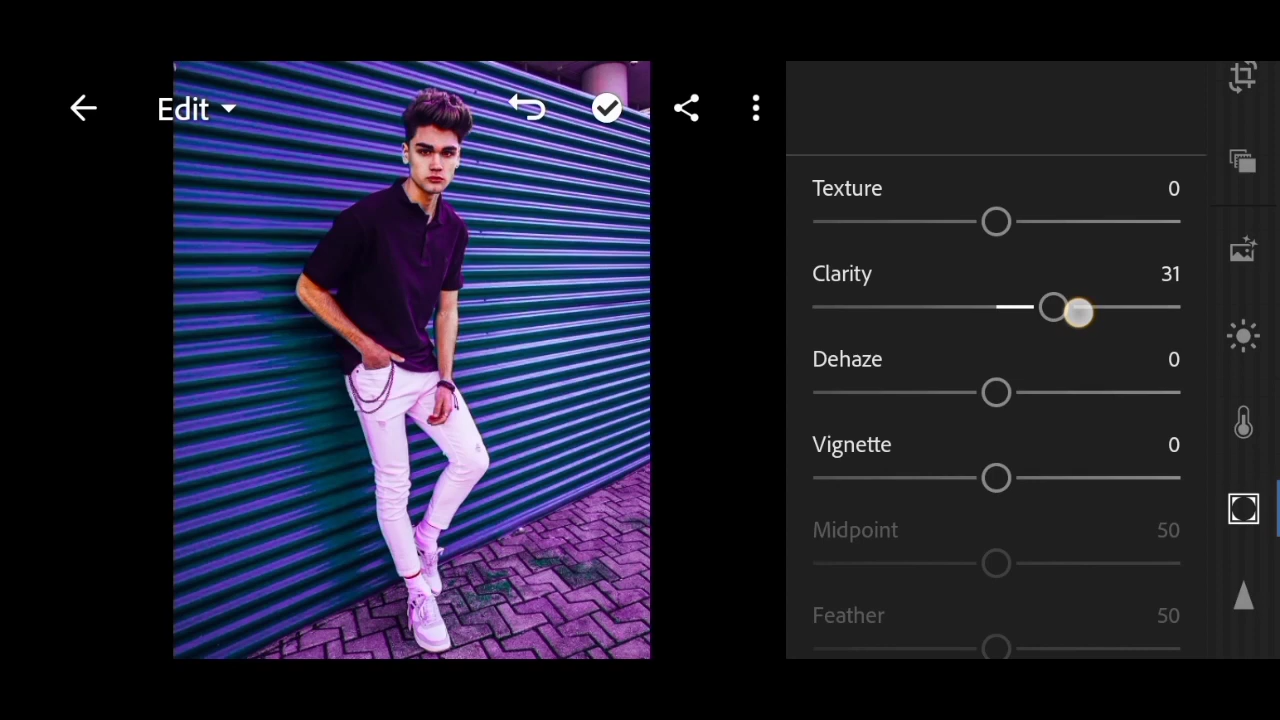 Edit
Texture 0
Clarity 31
Dehaze 0
Vignette 0
Midpoint 50
Feather 50